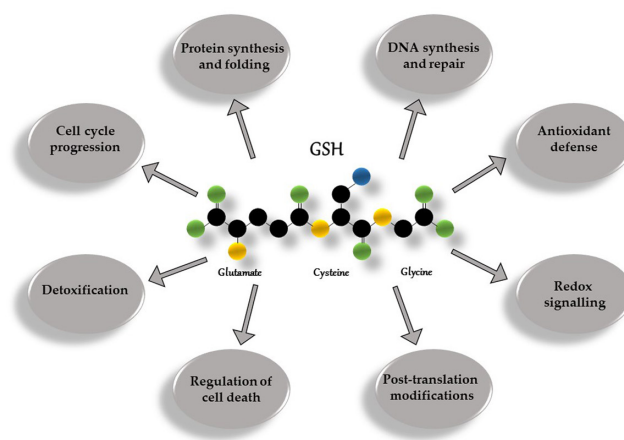 Protein synthesis
and folding
DNA synthesis
and repair
Cell cycle
progression
GSH
Antioxidant
defense
Glutamate
Cysteine
Glycine
Detoxification
Redox
signalling
Regulation of
cell death
Post-translation
modifications